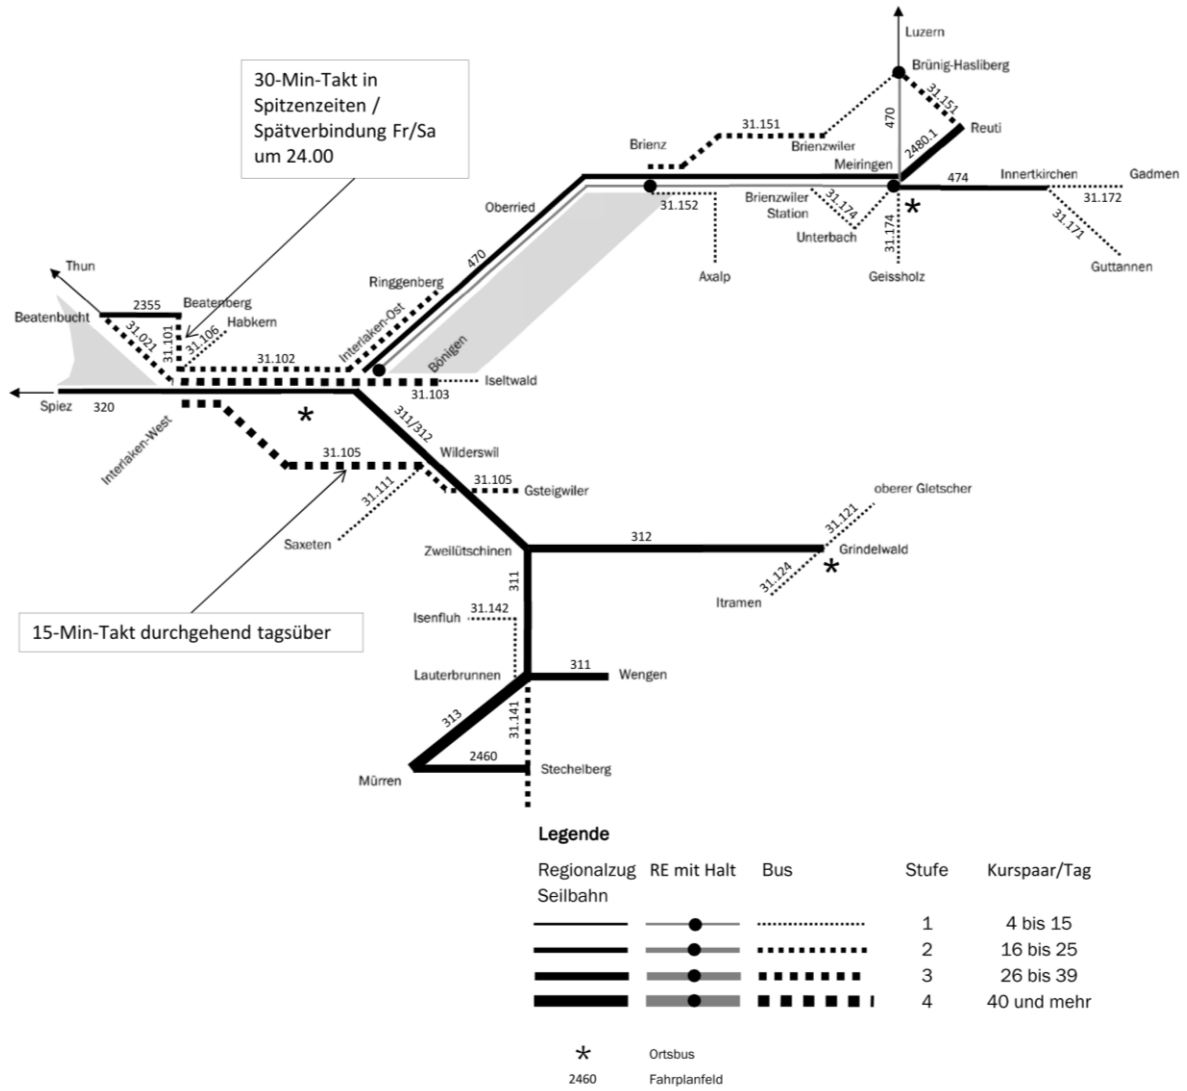 Luzern
30-Min-Takt in
Spitzenzeiten /
Spätverbindung Fr/Sa
um 24.00
Brünig-Hasliberg
31.151
470
31.151
Reuti
Brienz
Brienzwiler
2480.1
Meiringen
474
Innertkirchen
Gadmen
Oberried
31.152
Brienzwiler
Station
31.174
31.172
Unterbach
31.174
31.171
470
Axalp
Geissholz
Guttannen
Thun
Ringgenberg
2355
Beatenberg
Beatenbucht
31.021
31.101
31.106
Habkern
Interlaken-Ost
31.102
Bönigen
Iseltwald
31.103
Spiez
320
*
Interlaken-West
311/312
31.105
Wilderswil
31.111
31.105
Gsteigwiler
oberer Gletscher
31.121
Saxeten
Zweilütschinen
312
Grindelwald
*
31.124
Itramen
311
15-Min-Takt durchgehend tagsüber
Isenfluh
31.142
Lauterbrunnen
311
Wengen
313
31.141
2460
Mürren
Stechelberg
Legende
Regionalzug RE mit Halt Bus Stufe Kurspaar/Tag
Seilbahn
1 4 bis 15
2 16 bis 25
3 26 bis 39
4 40 und mehr
* Ortsbus
2460 Fahrplanfeld